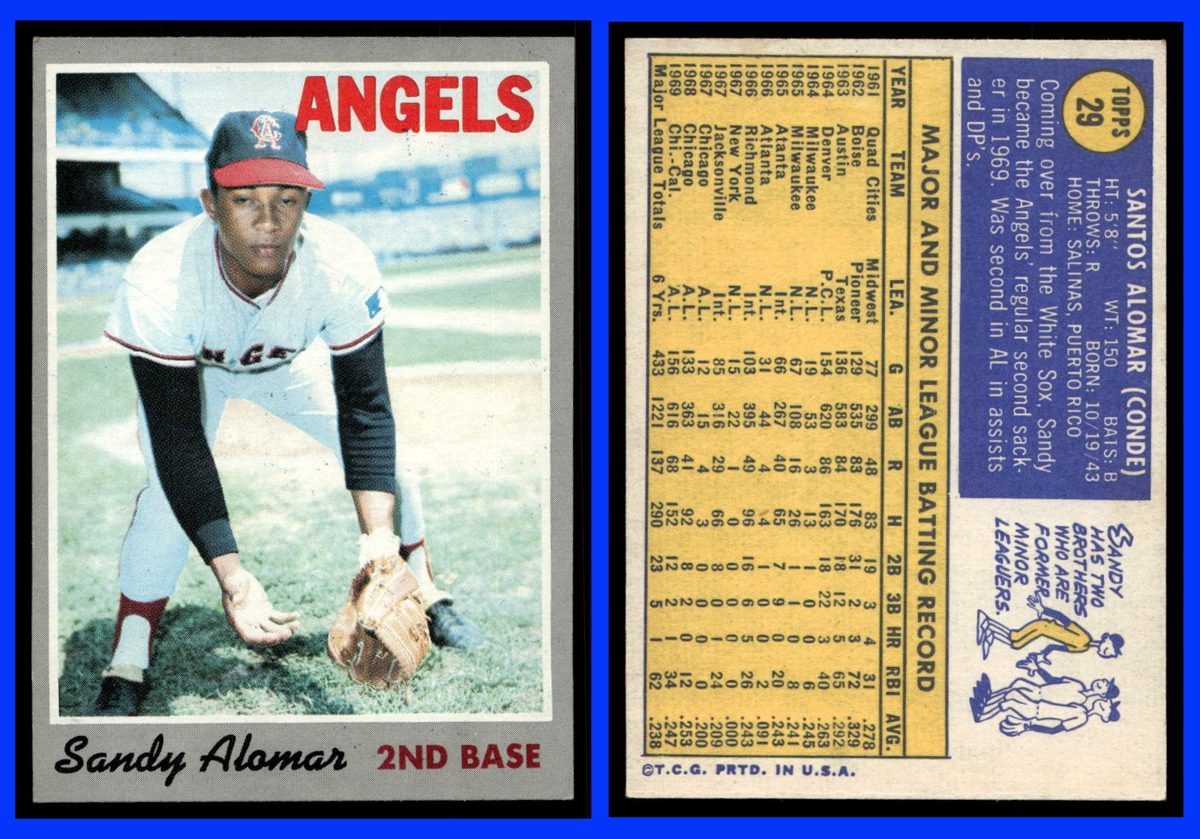 ANGELS
CA
ANGE
Sandy Alomar 2ND BASE
TOPPS
29
SANTOS ALOMAR (CONDE)
HT: 5'8" WT: 150 BATS: B
THROWS: R BORN: 10/19/43
HOME: SALINAS, PUERTO RICO
Coming over from the White Sox, Sandy
became the Angels' regular second sack-
er in 1969. Was second in AL in assists
and DP's.
SANDY
HAS TWO
BROTHERS
WHO ARE
FORMER
MINOR
LEAGUERS.
MAJOR AND MINOR LEAGUE BATTING RECORD
YEAR TEAM LEA. G AB R H 2B 3B HR RBI AVG.
1961 Quad Cities Midwest 77 299 48 83 19 3 4 31 .278
1962 Boise Pioneer 129 535 83 176 31 2 3 72 .329
1963 Austin Texas 136 583 84 170 18 12 5 65 .292
1964 Denver P.C.L. 154 620 86 163 18 22 3 40 .263
1964 Milwaukee N.L. 19 53 3 13 1 0 0 6 .245
1965 Milwaukee N.L. 67 108 16 26 1 1 0 8 .241
1965 Atanta Int. 66 267 40 65 7 9 0 20 .243
1966 Atlanta N.L. 31 44 4 4 1 0 0 2 .091
1966 Richmond Int. 103 395 49 96 16 6 5 26 .243
1967 New York N.L. 15 22 1 0 0 0 0 0 .000
1967 Jacksonville Int. 85 316 29 66 8 2 1 24 .209
1967 Chicago A.L. 12 15 4 3 0 0 0 0 .200
1968 Chicago A.L. 133 363 41 92 8 2 0 12 .253
1969 Chi.-Cal. A.L. 156 616 68 152 12 2 1 34 .247
Major League Totals 6 Yrs. 433 1221 137 290 23 5 1 62 .238
©T.C.G. PRTD. IN U.S.A.